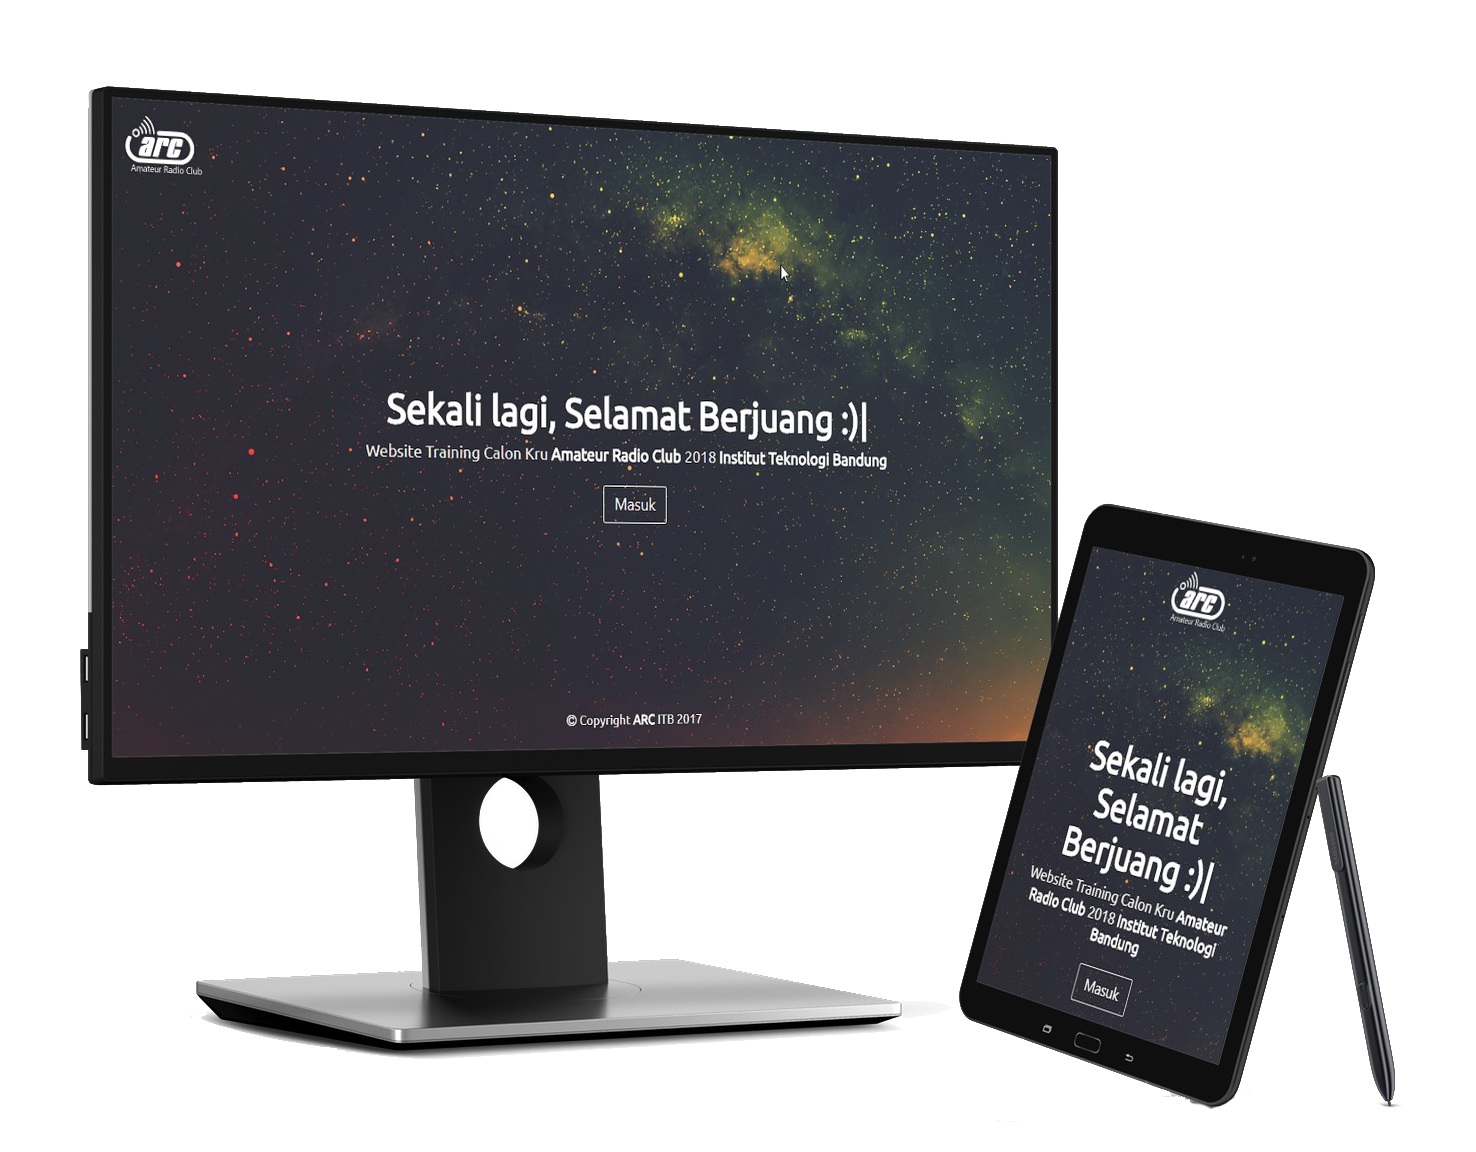 arc
Amateur Radio Club
Sekali lagi, Selamat Berjuang :)|
Website Training Calon Kru Amateur Radio Club 2018 Institut Teknologi Bandung
Masuk
© Copyright ARC ITB 2017
arc
Amateur Radio Club
Sekali lagi,
Selamat
Berjuang :)|
Website Training Calon Kru Amateur
Radio Club 2018 Institut Teknologi
Bandung
Masuk